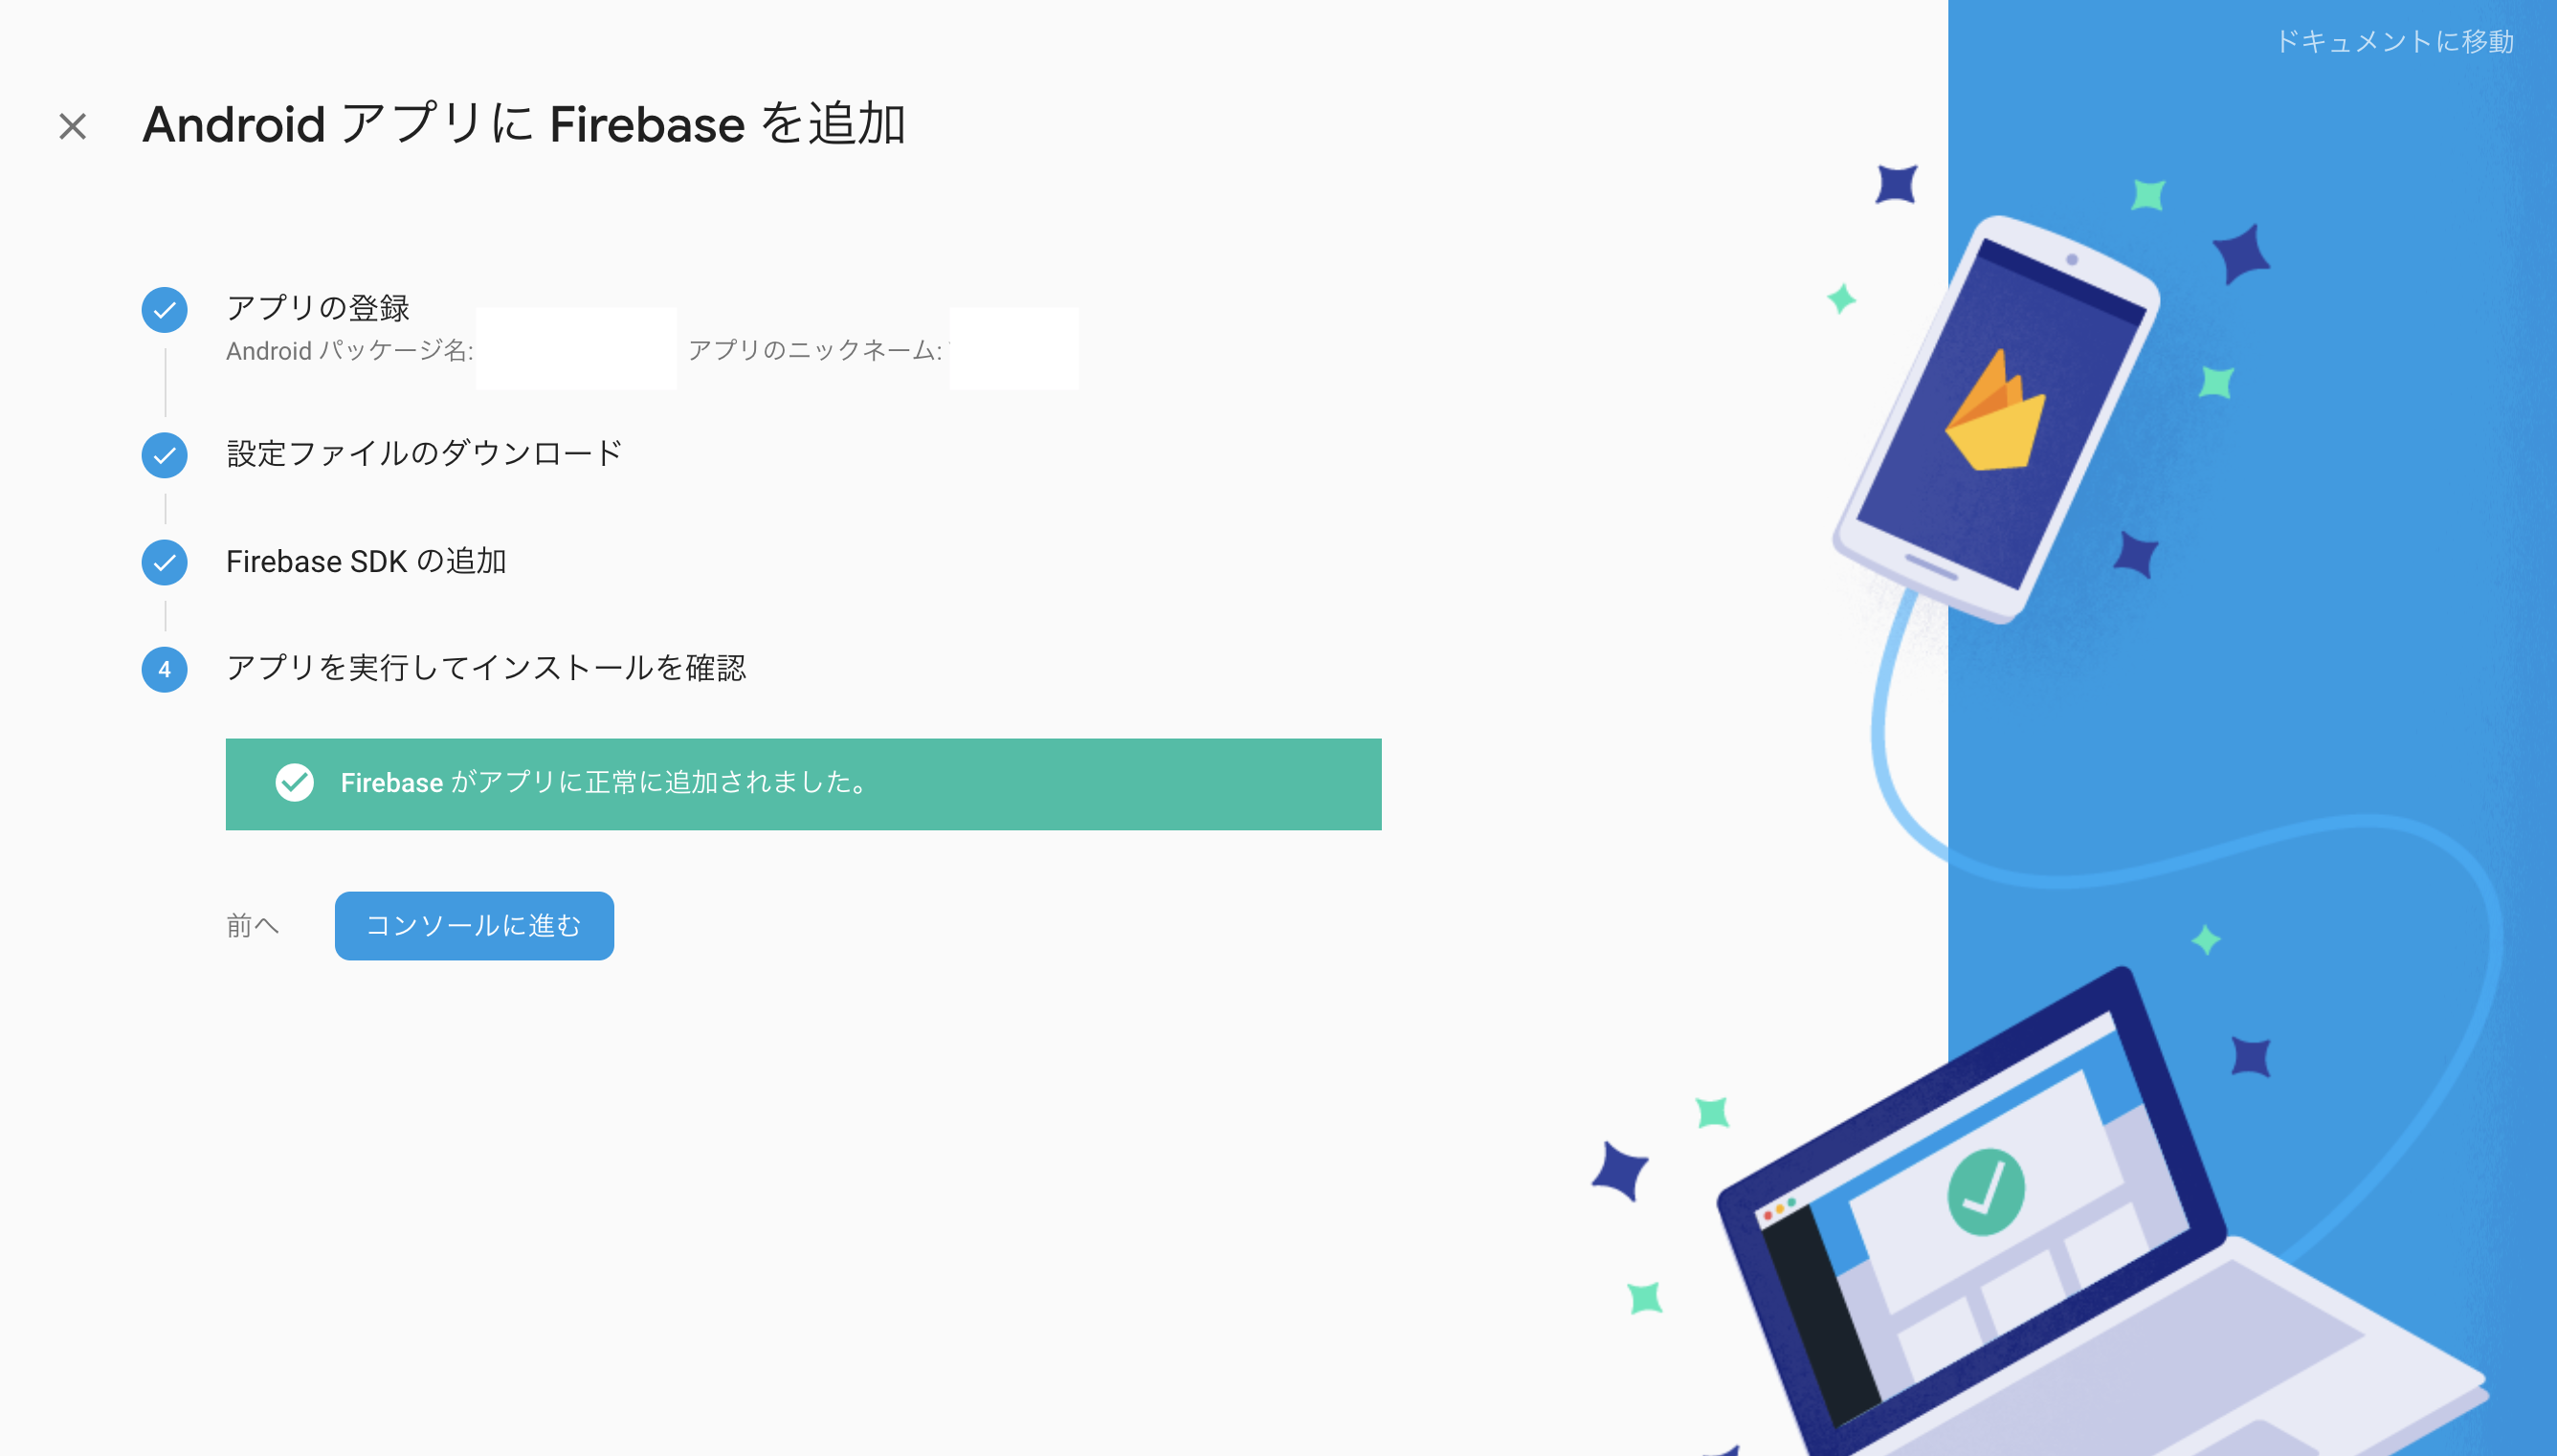 ドキュメントに移動
Android アプリに Firebase を追加
アプリの登録
Android パッケージ名: アプリのニックネーム:
設定ファイルのダウンロード
Firebase SDK の追加
4 アプリを実行してインストールを確認
Firebase がアプリに正常に追加されました。
前へ コンソールに進む